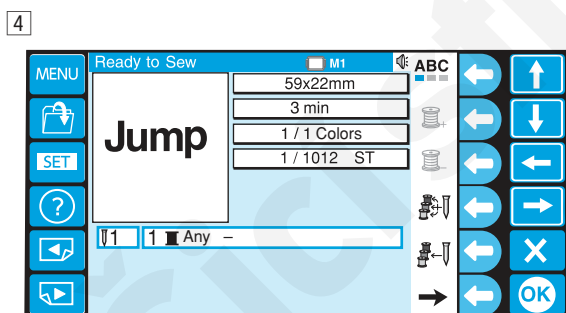 4
MENU Ready to Sew M1 ABC
59x22mm
3 min
Jump
1 / 1 Colors
SET 1 / 1012 ST
?
1 1 Any –
OK